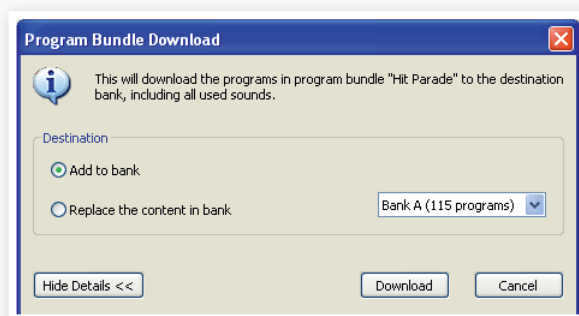 Program Bundle Download
This will download the programs in program bundle "Hit Parade" to the destination
bank, including all used sounds.
Destination
Add to bank
Replace the content in bank
Bank A (115 programs)
Hide Details <<
Download
Cancel